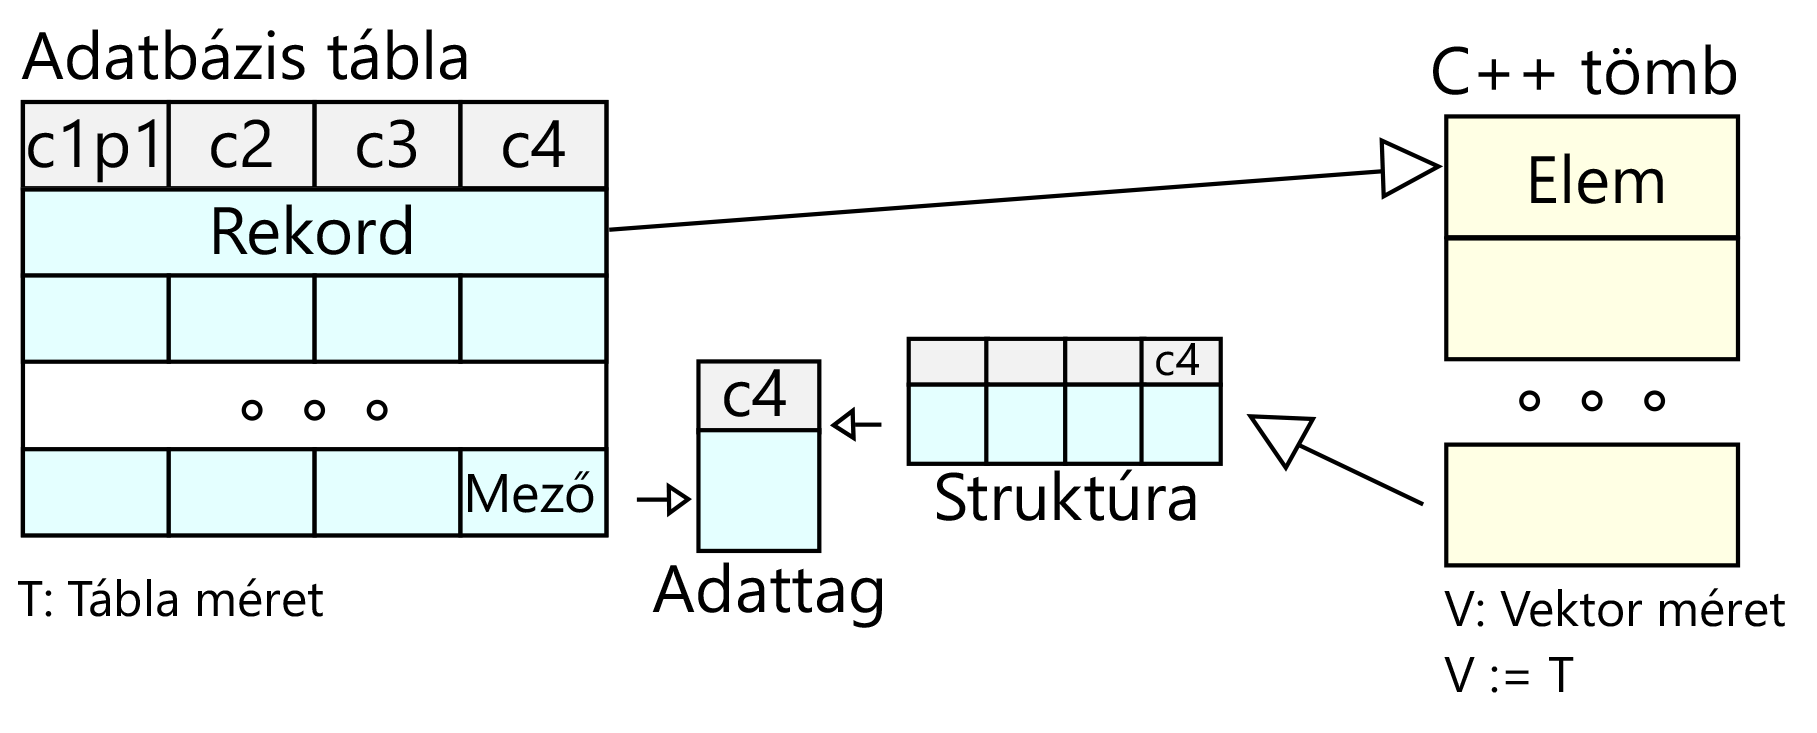 Adatbázis tábla
c1p1 c2 c3 c4
Rekord
Mező
T: Tábla méret
c4
Adattag
c4
Struktúra
C++ tömb
Elem
V: Vektor méret
V := T